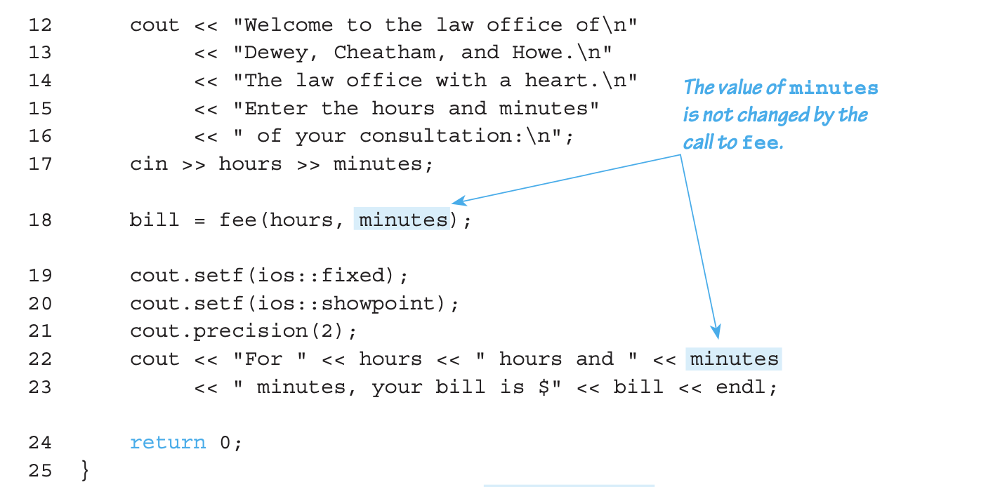 12 cout << "Welcome to the law office of\n"
13 << "Dewey, Cheatham, and Howe.\n"
14 << "The law office with a heart.\n"
15 << "Enter the hours and minutes"
16 << " of your consultation:\n";
17 cin >> hours >> minutes;
The value of minutes
is not changed by the
call to fee.
18 bill = fee(hours, minutes);
19 cout.setf(ios::fixed);
20 cout.setf(ios::showpoint);
21 cout.precision(2);
22 cout << "For " << hours << " hours and " << minutes
23 << " minutes, your bill is $" << bill << endl;
24 return 0;
25 }